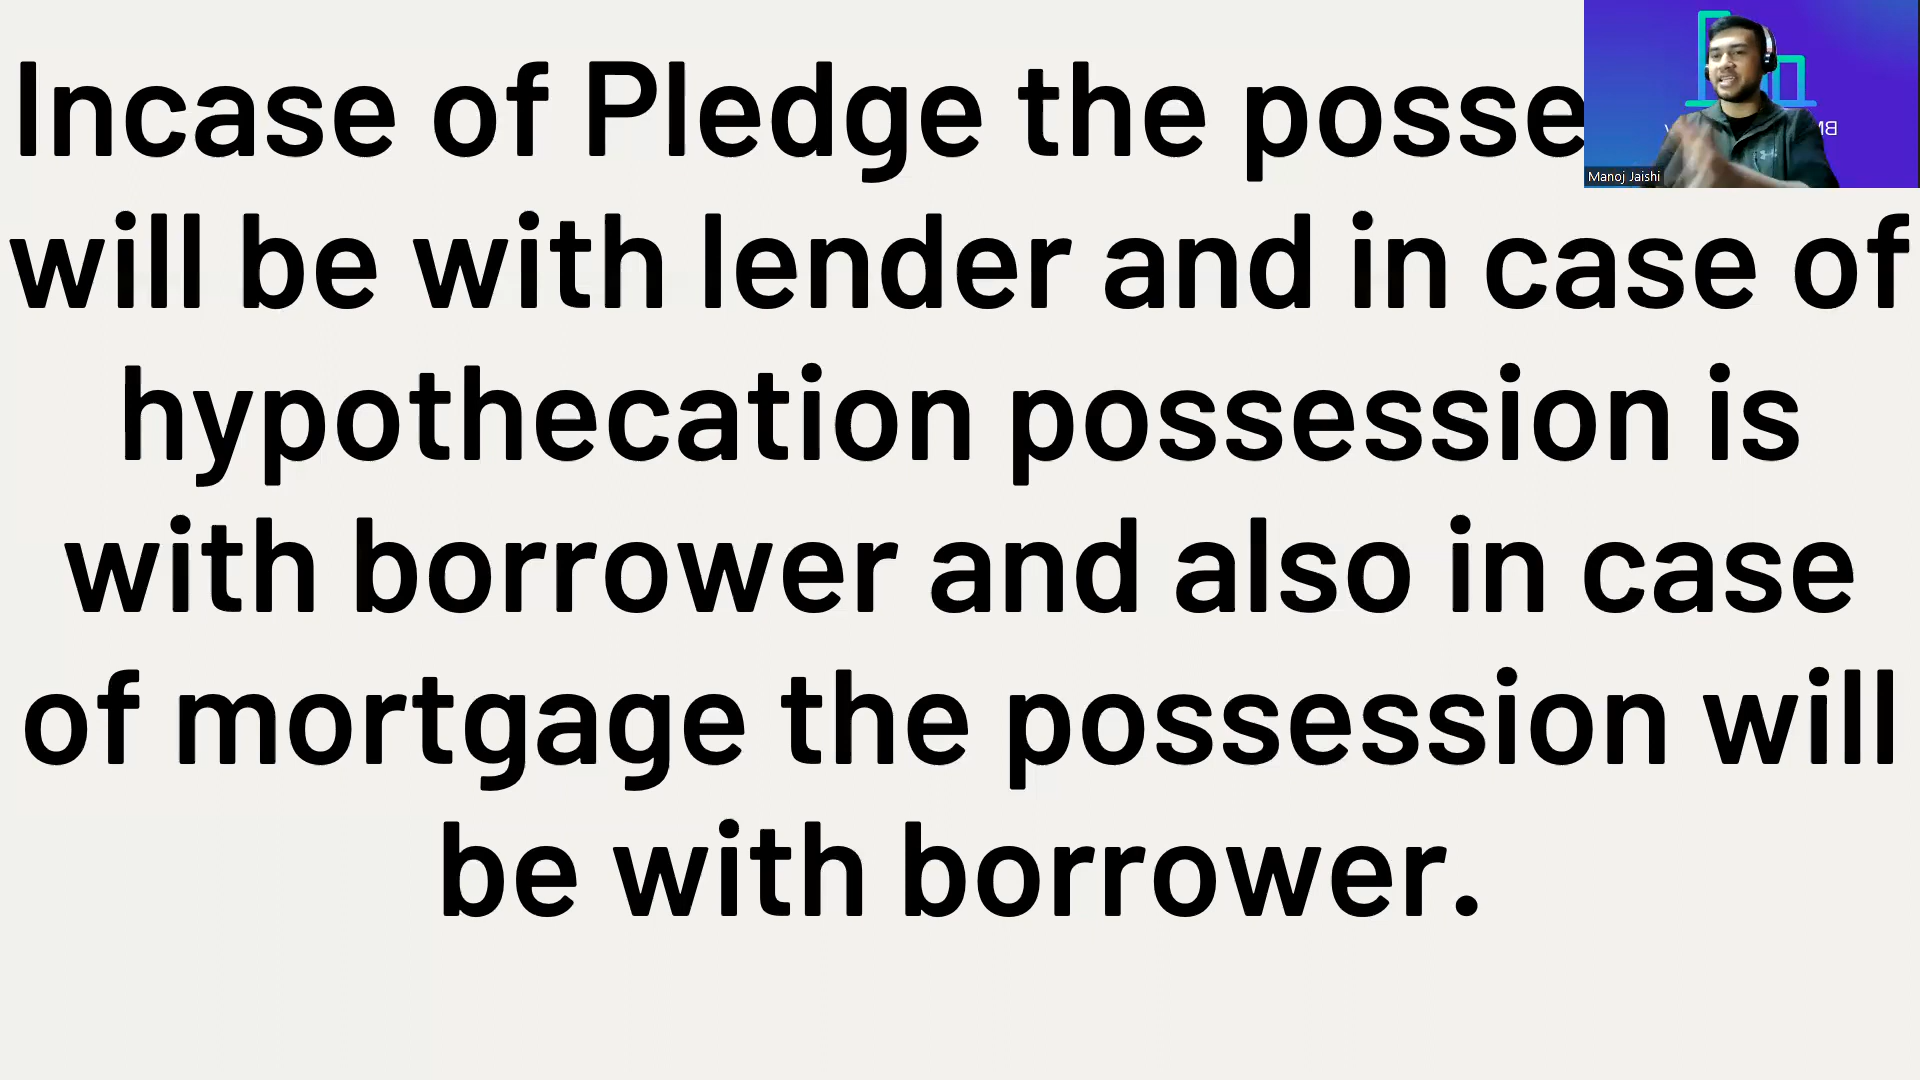 Incase of Pledge the
will be with lender and in case of
hypothecation possession is
with borrower and also in case
of mortgage the possession will
be with borrower.
Manoj Jaishi